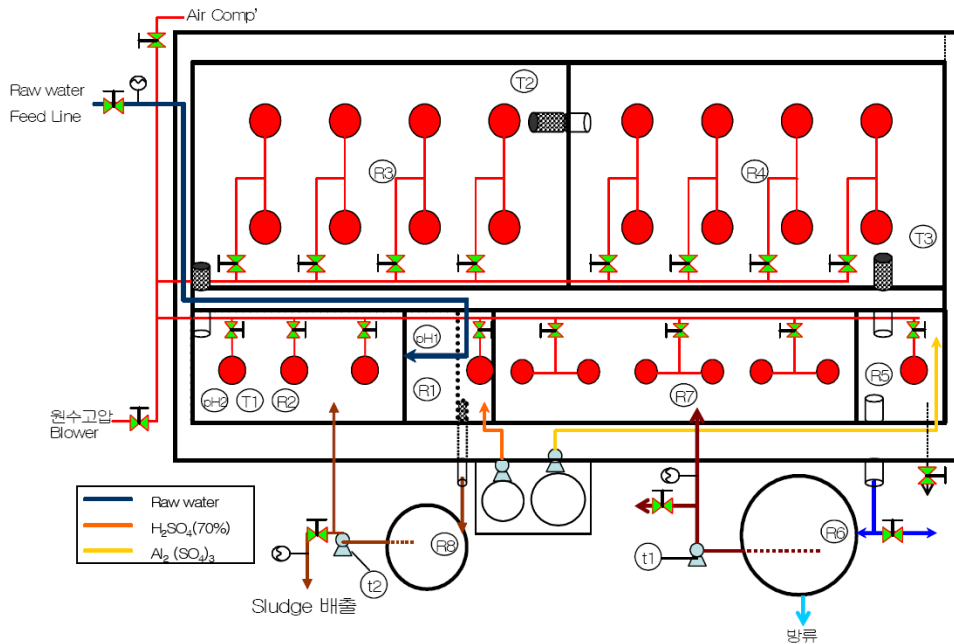 Air Comp'
Raw water
Feed Line
T2
R3
R4
T3
pH1
pH2
T1
R2
R1
R7
R5
원수고압
Blower
Raw water
H₂SO₄(70%)
Al₂ (SO₄)₃
R8
R6
t2
t1
Sludge 배출
방류